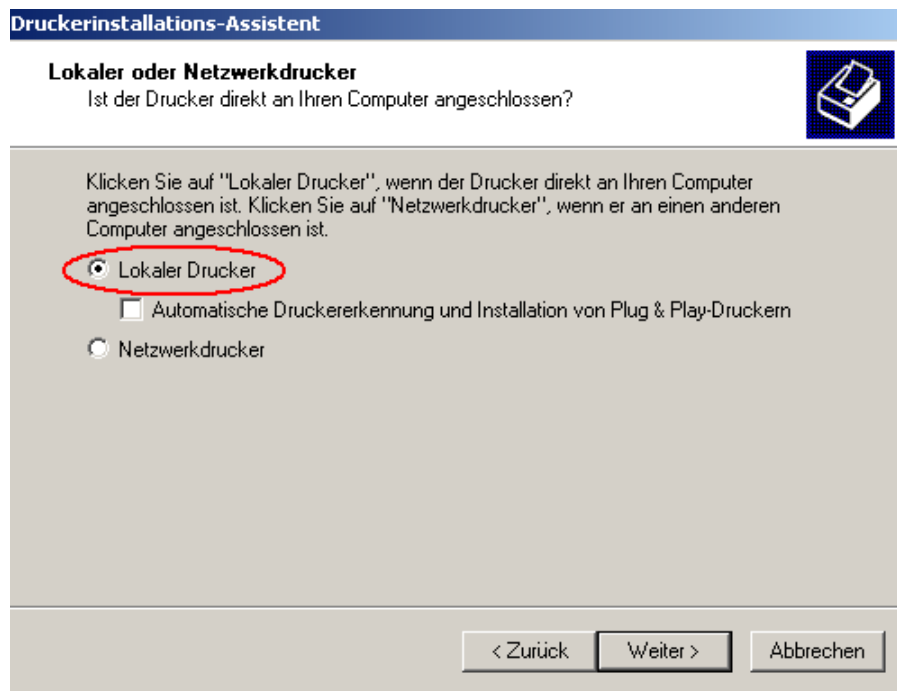 Druckerinstallations-Assistent
Lokaler oder Netzwerkdrucker
Ist der Drucker direkt an Ihren Computer angeschlossen?
Klicken Sie auf "Lokaler Drucker", wenn der Drucker direkt an Ihren Computer
angeschlossen ist. Klicken Sie auf "Netzwerkdrucker", wenn er an einen anderen
Computer angeschlossen ist.
Lokaler Drucker
Automatische Druckererkennung und Installation von Plug & Play-Druckern
Netzwerkdrucker
< Zurück Weiter > Abbrechen